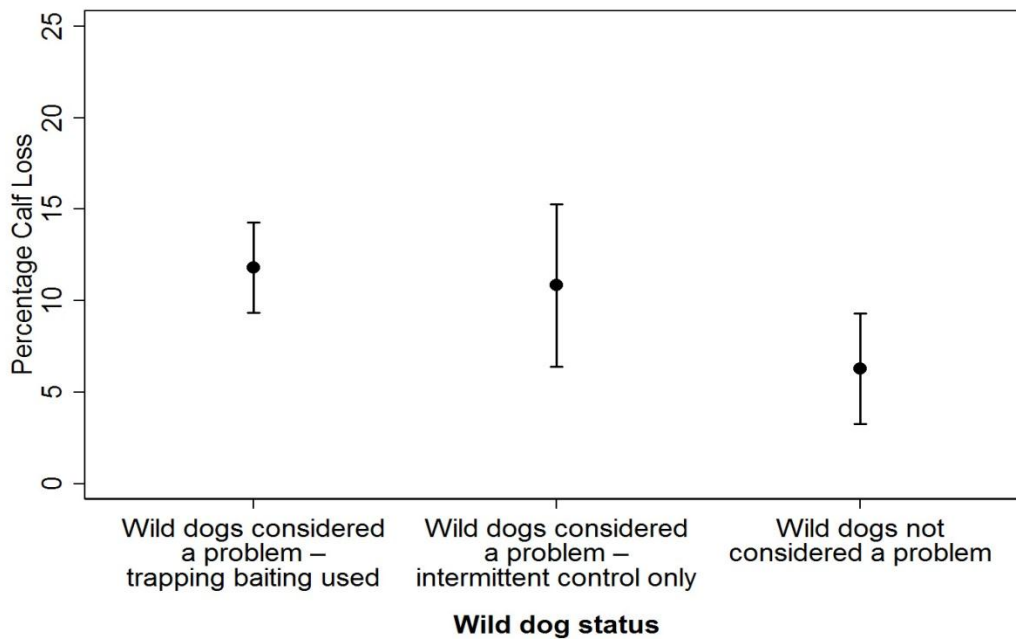 Percentage Calf Loss
25
20
15
10
5
0
Wild dogs considered
a problem –
trapping baiting used
Wild dogs considered
a problem –
intermittent control only
Wild dogs not
considered a problem
Wild dog status